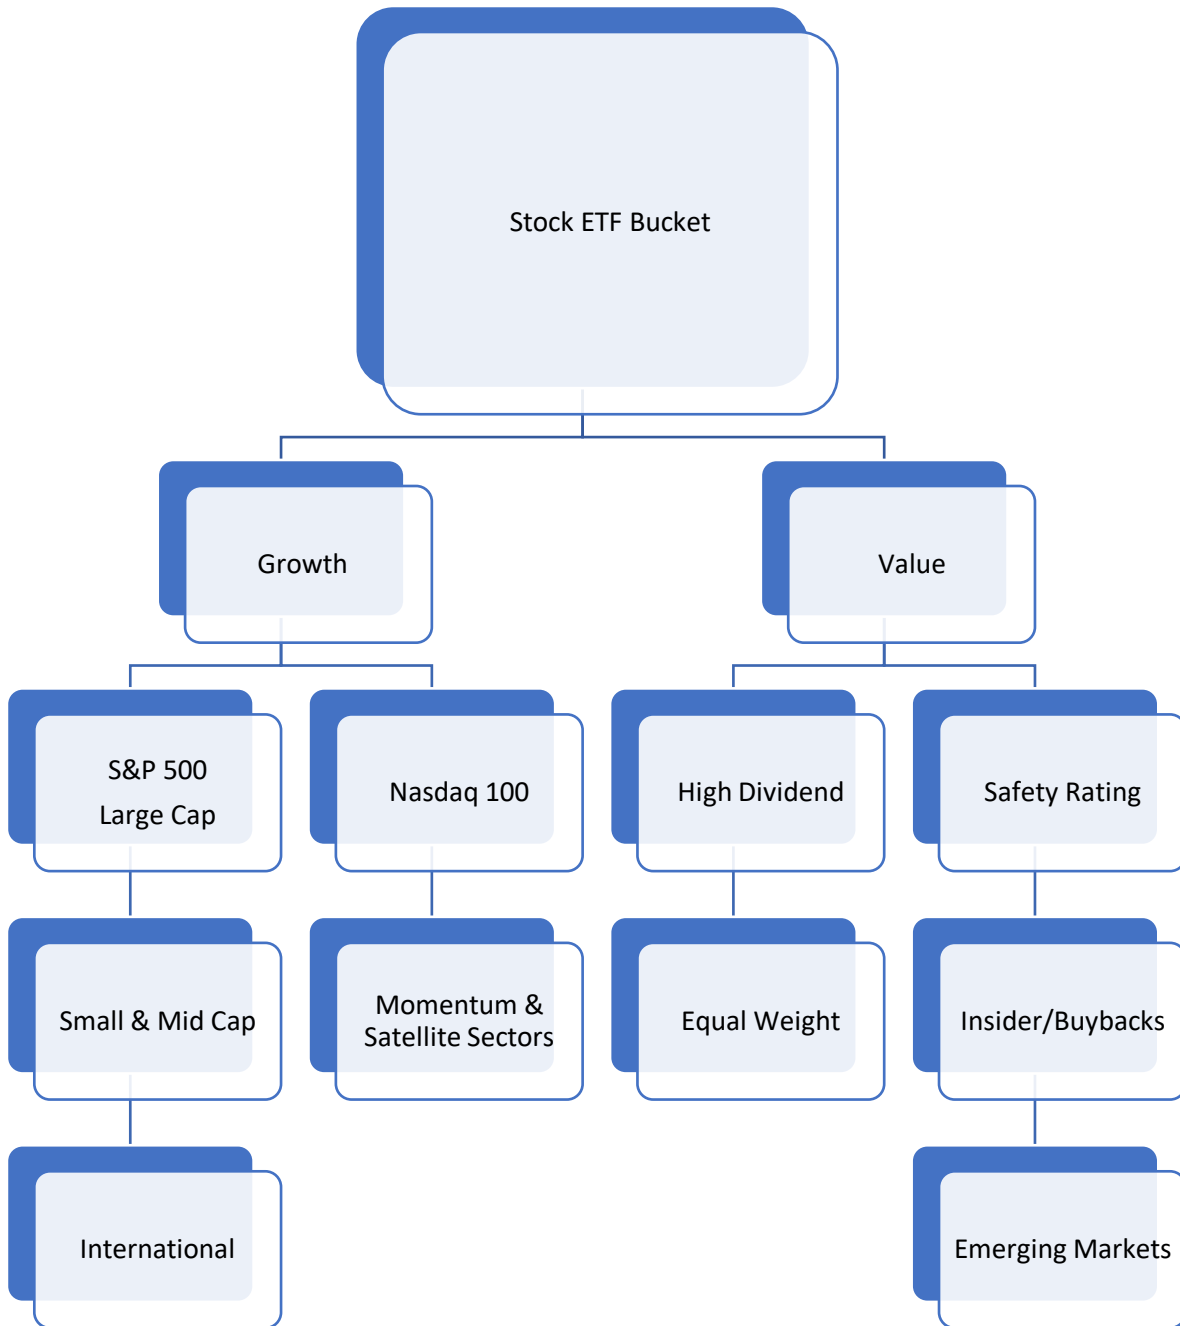 Stock ETF Bucket
Growth
Value
S&P 500
Large Cap
Nasdaq 100
High Dividend
Safety Rating
Small & Mid Cap
Momentum &
Satellite Sectors
Equal Weight
Insider/Buybacks
International
Emerging Markets